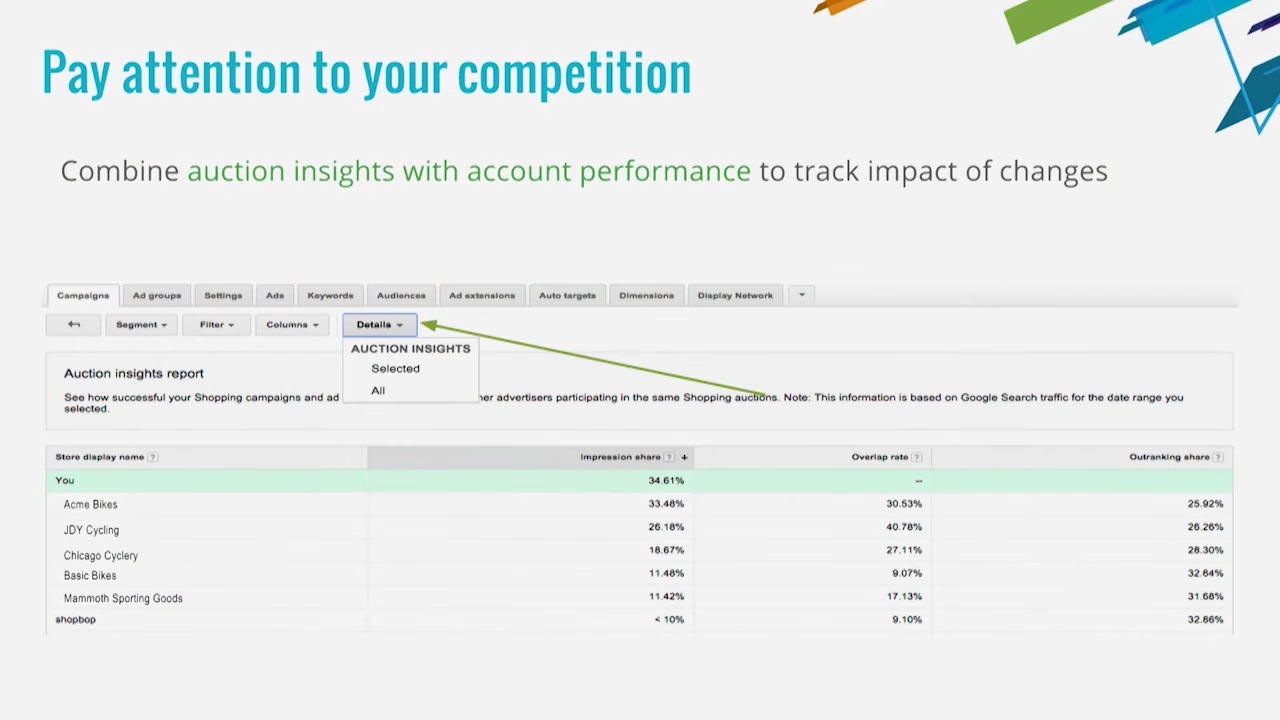 Pay attention to your competition
Combine auction insights with account performance to track impact of changes
Campaigns Ad groups Settings Ads Keywords Audiences Ad extensions Auto targets Dimensions Display Network
Segment Filter Columns Details
AUCTION INSIGHTS
Selected
All
Auction insights report
See how successful your Shopping campaigns and ad her advertisers participating in the same Shopping auctions. Note: This information is based on Google Search traffic for the date range you
selected.
Store display name ? Impression share ? Overlap rate ? Outranking share ?
You 34.61% –
Acme Bikes 33.48% 30.53% 25.92%
JDY Cycling 26.18% 40.78% 26.26%
Chicago Cyclery 18.67% 27.11% 28.30%
Basic Bikes 11.48% 9.07% 32.64%
Mammoth Sporting Goods 11.42% 17.13% 31.68%
shopbop < 10% 9.10% 32.86%